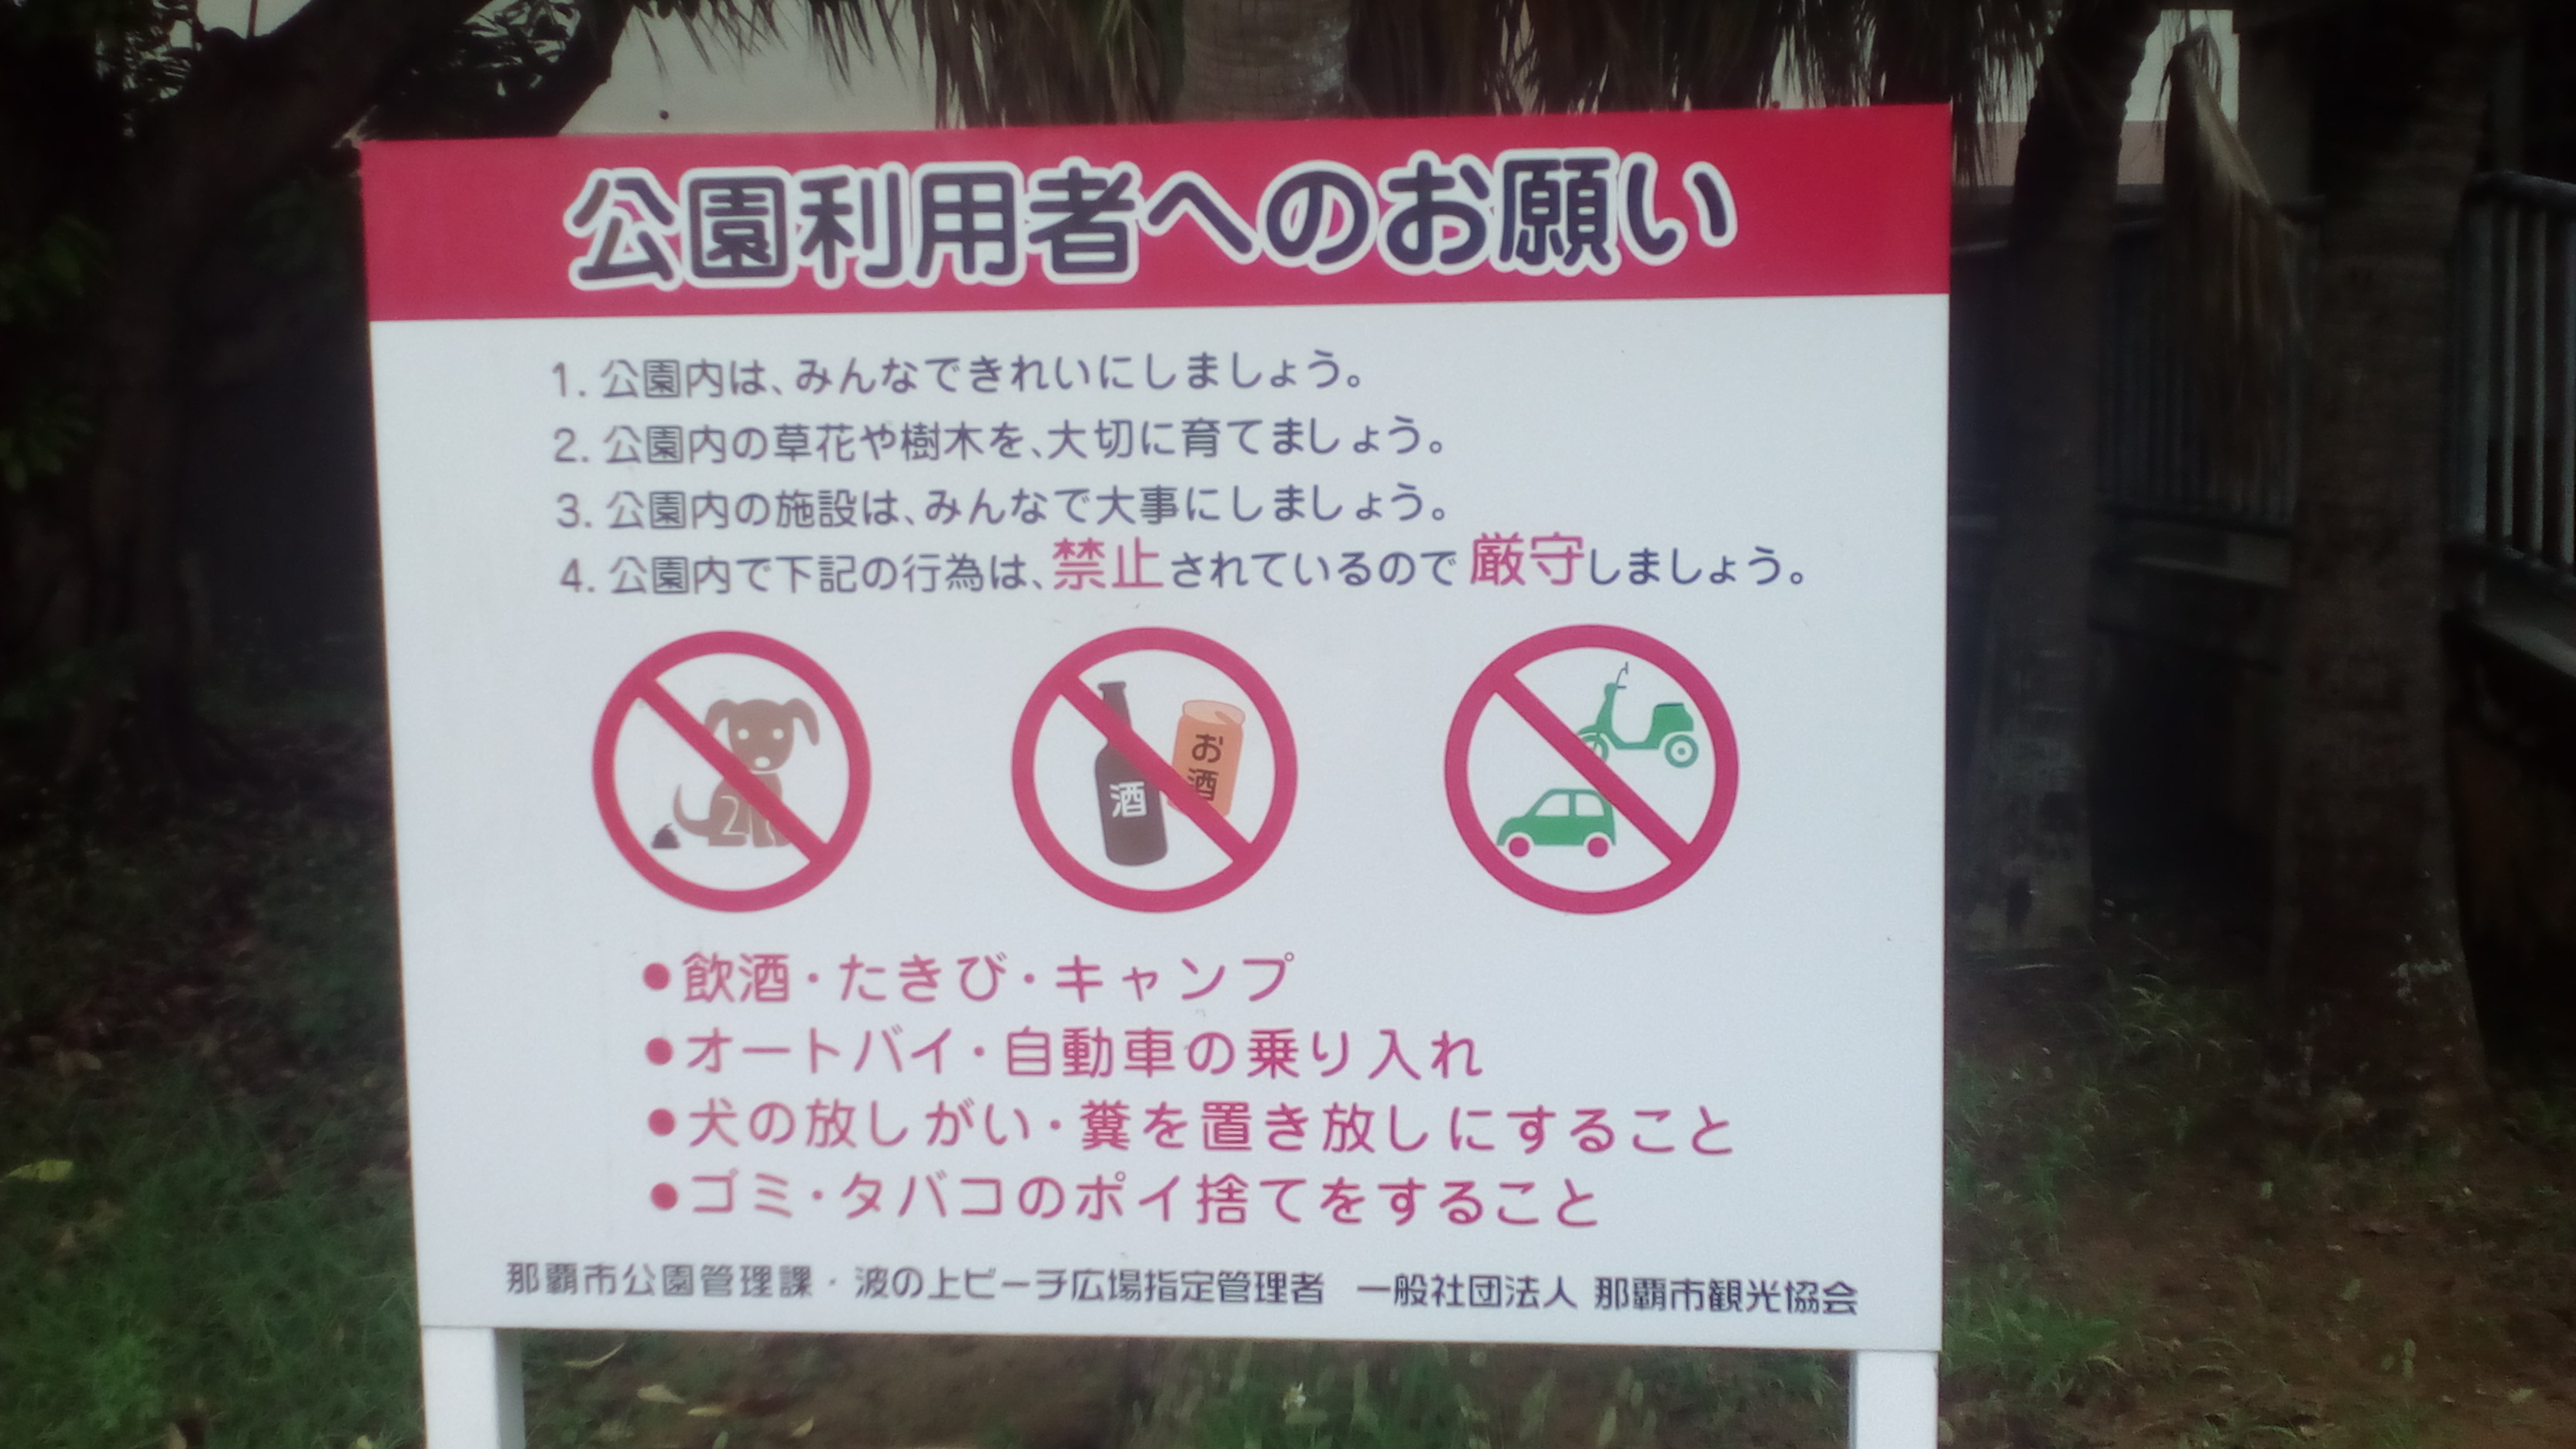 公園利用者へのお願い
1. 公園内は、みんなできれいにしましょう。
2. 公園内の草花や樹木を、大切に育てましょう。
3. 公園内の施設は、みんなで大事にしましょう。
4. 公園内で下記の行為は、禁止されているので厳守しましょう。
酒
お
酒
●飲酒・たきび・キャンプ
●オートバイ・自動車の乗り入れ
●犬の放しがい・糞を置き放しにすること
●ゴミ・タバコのポイ捨てをすること
那覇市公園管理課・波の上ビーチ広場指定管理者 一般社団法人 那覇市観光協会